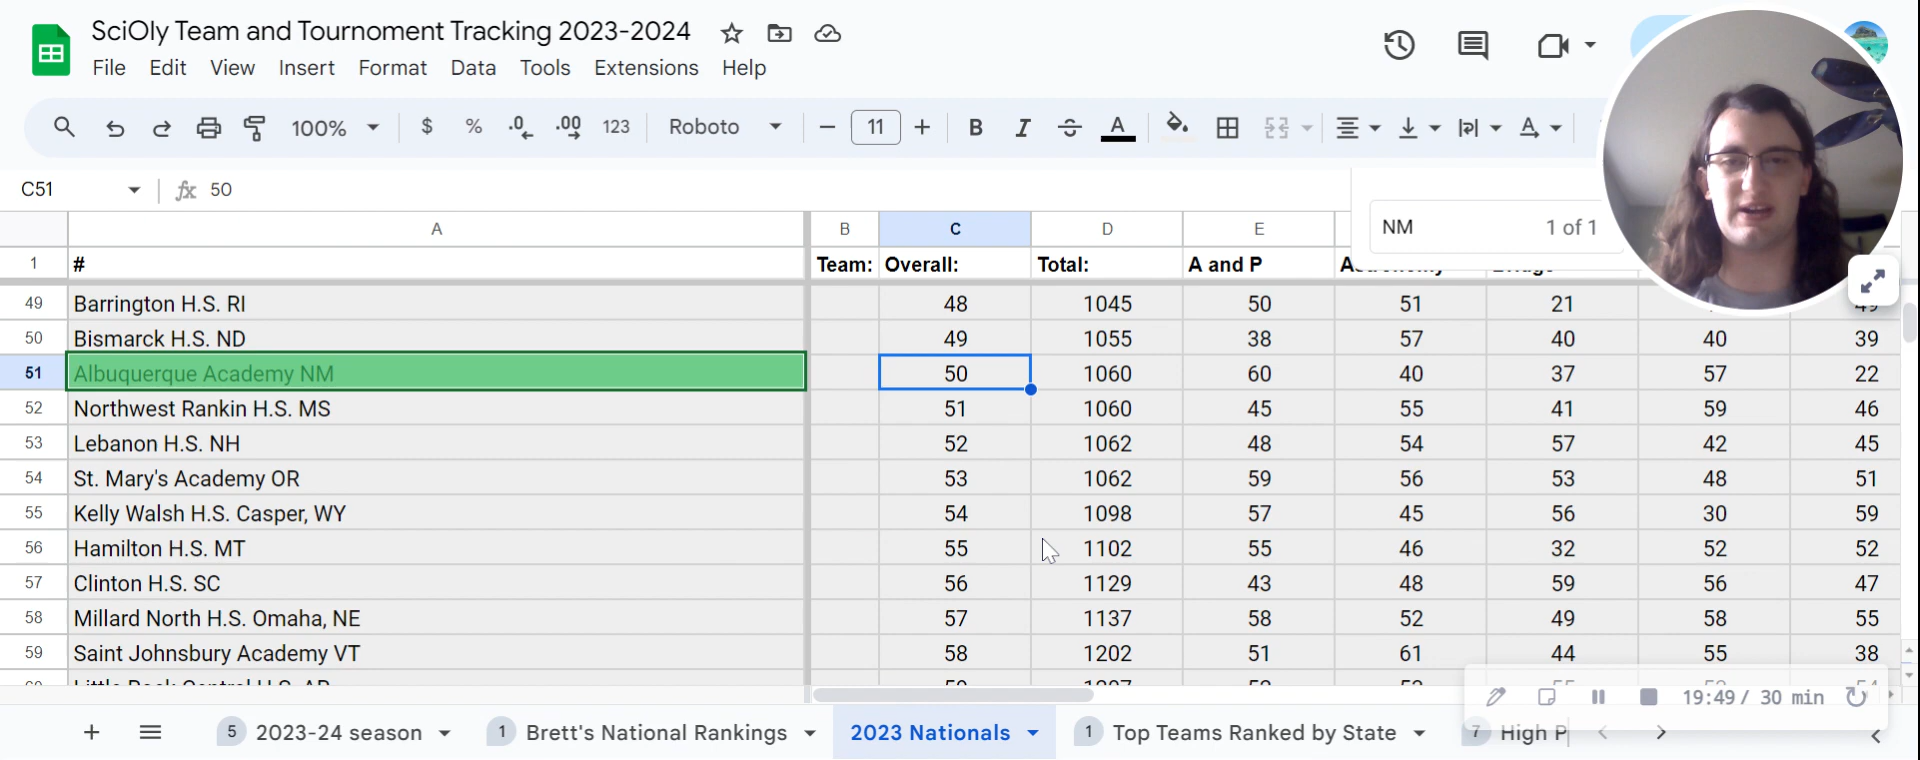 SciOly Team and Tournoment Tracking 2023-2024
File Edit View Insert Format Data Tools Extensions Help
100% $ % .0 .00 123 Roboto 11 B I S A
C51 fx 50
NM 1 of 1
A B C D E
1 # Team: Overall: Total: A and P
49 Barrington H.S. RI 48 1045 50 51 21
50 Bismarck H.S. ND 49 1055 38 57 40 40 39
51 Albuquerque Academy NM 50 1060 60 40 37 57 22
52 Northwest Rankin H.S. MS 51 1060 45 55 41 59 46
53 Lebanon H.S. NH 52 1062 48 54 57 42 45
54 St. Mary's Academy OR 53 1062 59 56 53 48 51
55 Kelly Walsh H.S. Casper, WY 54 1098 57 45 56 30 59
56 Hamilton H.S. MT 55 1102 55 46 32 52 52
57 Clinton H.S. SC 56 1129 43 48 59 56 47
58 Millard North H.S. Omaha, NE 57 1137 58 52 49 58 55
59 Saint Johnsbury Academy VT 58 1202 51 61 44 55 38
19:49 / 30 min
5 2023-24 season 1 Brett's National Rankings 2023 Nationals 1 Top Teams Ranked by State 7 High P